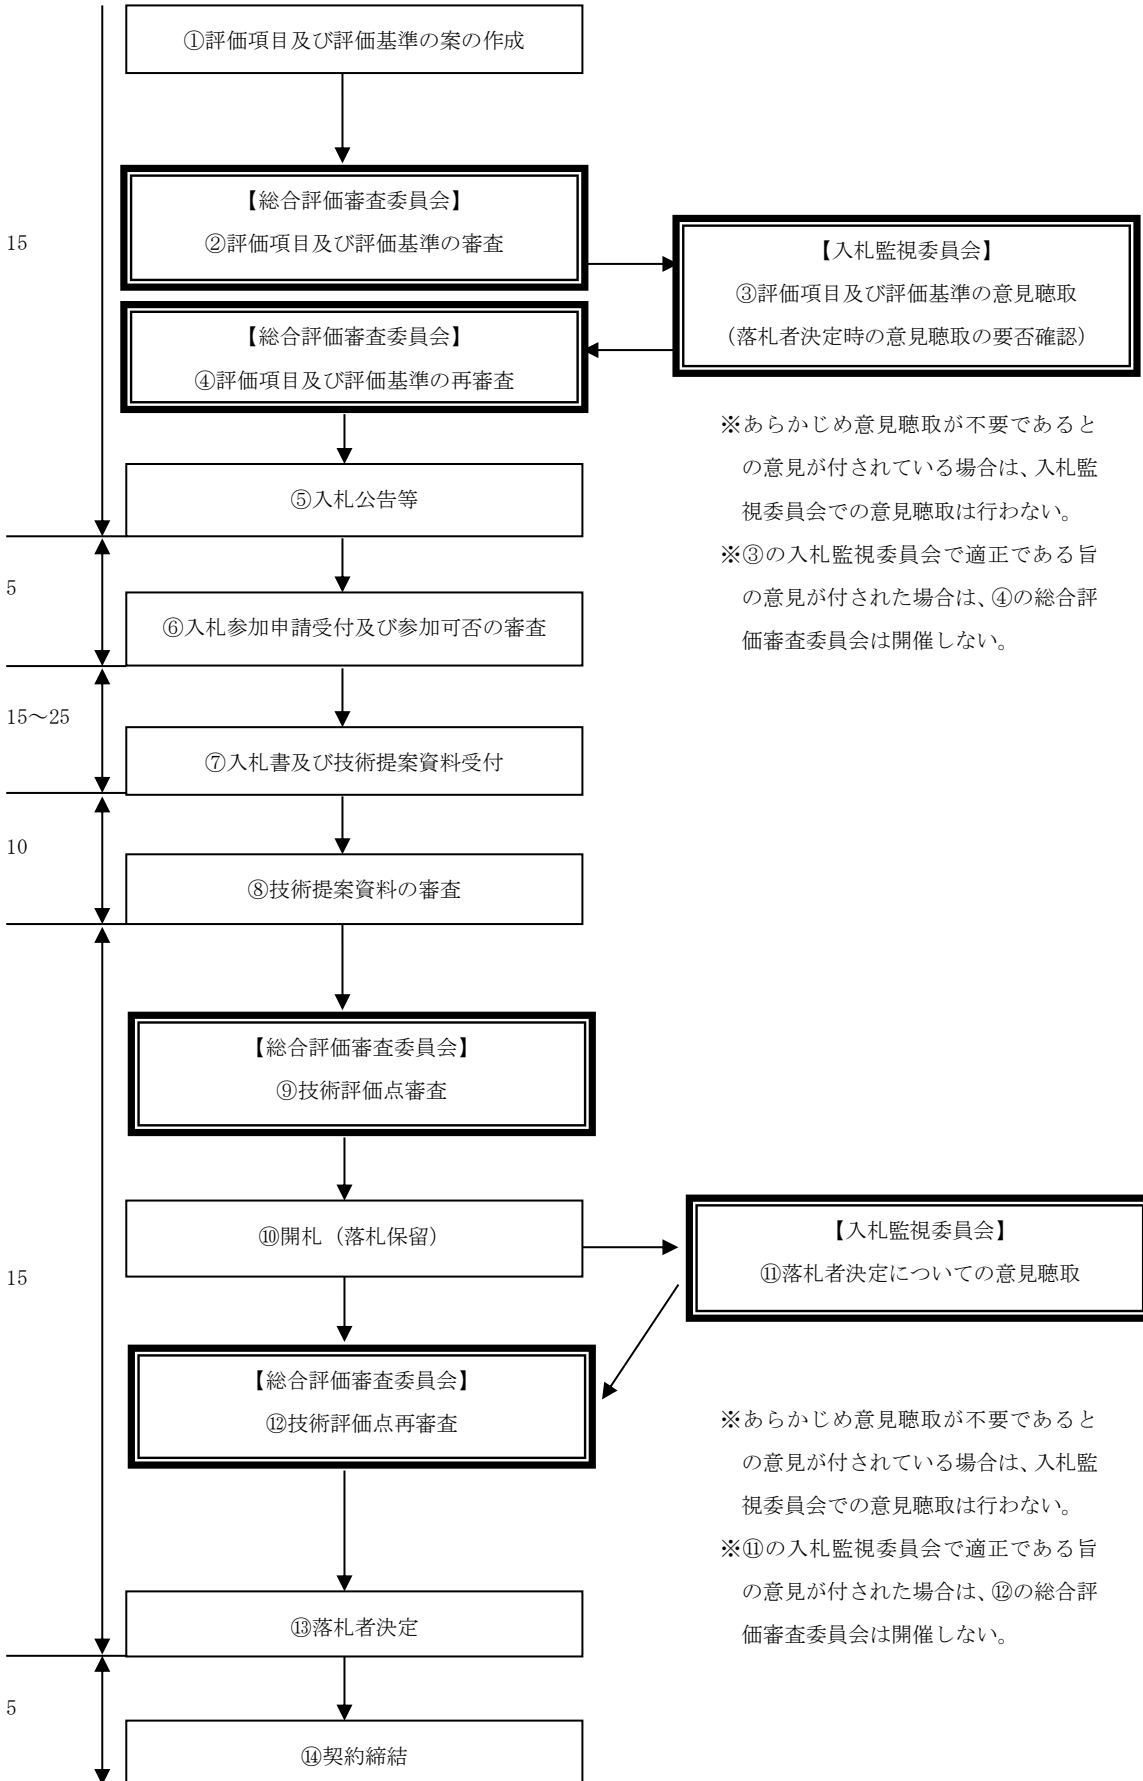 ①評価項目及び評価基準の案の作成
15
【総合評価審査委員会】
②評価項目及び評価基準の審査
【入札監視委員会】
③評価項目及び評価基準の意見聴取
(落札者決定時の意見聴取の要否確認)
【総合評価審査委員会】
④評価項目及び評価基準の再審査
※あらかじめ意見聴取が不要であると
の意見が付されている場合は、入札監
視委員会での意見聴取は行わない。
※③の入札監視委員会で適正である旨
の意見が付された場合は、④の総合評
価審査委員会は開催しない。
⑤入札公告等
5
⑥入札参加申請受付及び参加可否の審査
15～25
⑦入札書及び技術提案資料受付
10
⑧技術提案資料の審査
【総合評価審査委員会】
⑨技術評価点審査
⑩開札（落札保留）
【入札監視委員会】
⑪落札者決定についての意見聴取
15
【総合評価審査委員会】
⑫技術評価点再審査
※あらかじめ意見聴取が不要であると
の意見が付されている場合は、入札監
視委員会での意見聴取は行わない。
※⑪の入札監視委員会で適正である旨
の意見が付された場合は、⑫の総合評
価審査委員会は開催しない。
⑬落札者決定
5
⑭契約締結